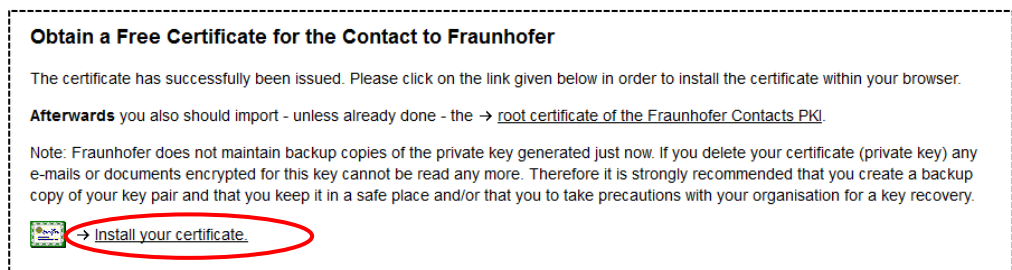 Obtain a Free Certificate for the Contact to Fraunhofer
The certificate has successfully been issued. Please click on the link given below in order to install the certificate within your browser.
Afterwards you also should import - unless already done - the → root certificate of the Fraunhofer Contacts PKI.
Note: Fraunhofer does not maintain backup copies of the private key generated just now. If you delete your certificate (private key) any
e-mails or documents encrypted for this key cannot be read any more. Therefore it is strongly recommended that you create a backup
copy of your key pair and that you keep it in a safe place and/or that you to take precautions with your organisation for a key recovery.
→ Install your certificate.